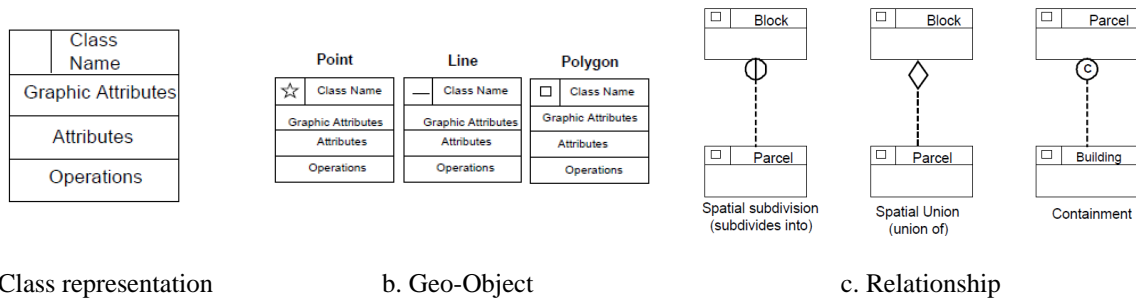 Class
Name
Graphic Attributes
Attributes
Operations
Point
Line
Polygon
Class Name
Graphic Attributes
Attributes
Operations
Class Name
Graphic Attributes
Attributes
Operations
Class Name
Graphic Attributes
Attributes
Operations
Block
Parcel
Spatial subdivision
(subdivides into)
Block
Parcel
Spatial Union
(union of)
Parcel
C
Building
Containment
Class representation
b. Geo-Object
c. Relationship